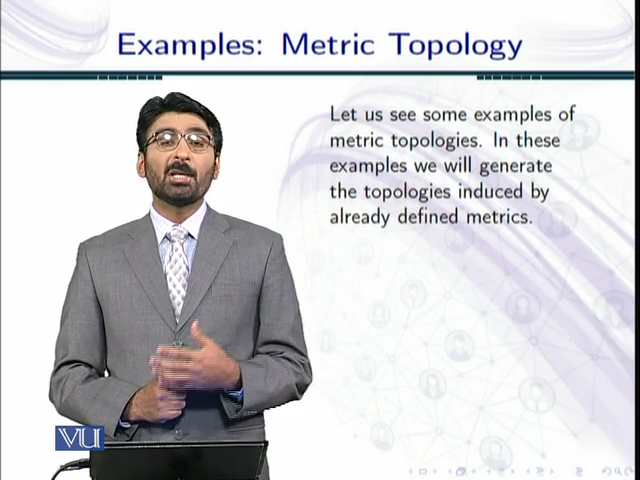 Examples: Metric Topology
Let us see some examples of
metric topologies. In these
examples we will generate
the topologies induced by
already defined metrics.
VU